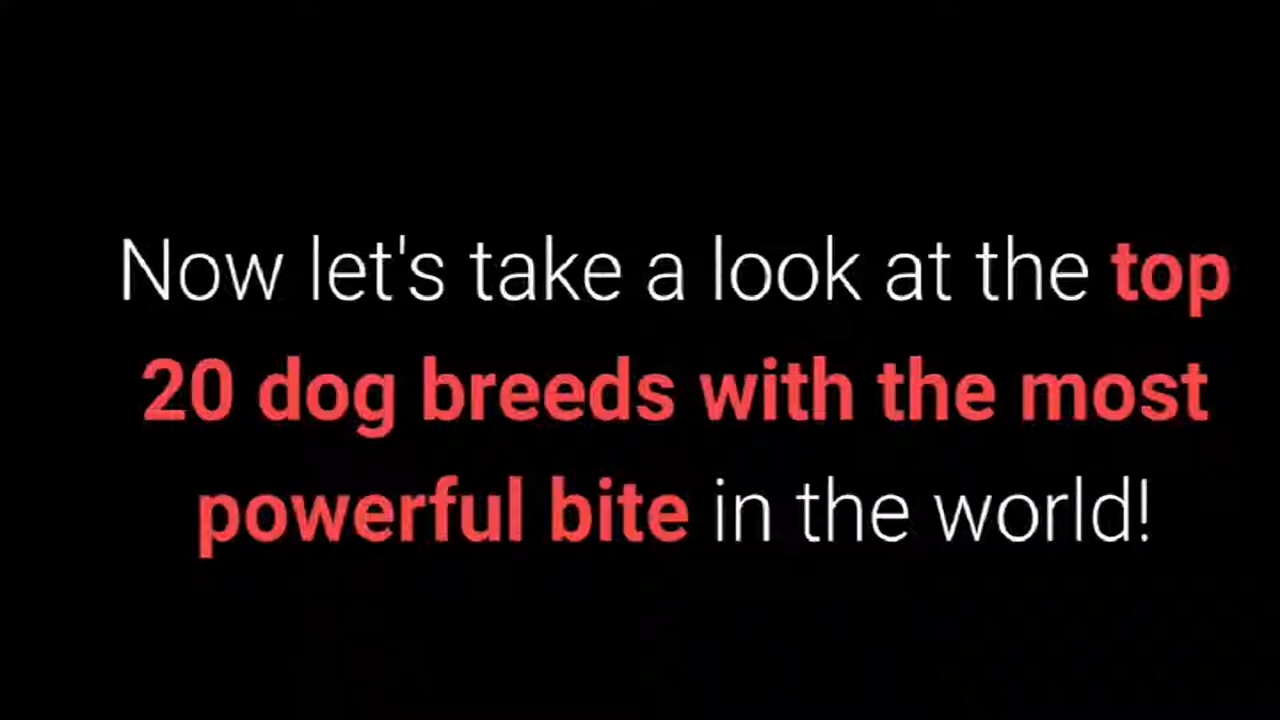 Now let's take a look at the top
20 dog breeds with the most
powerful bite in the world!